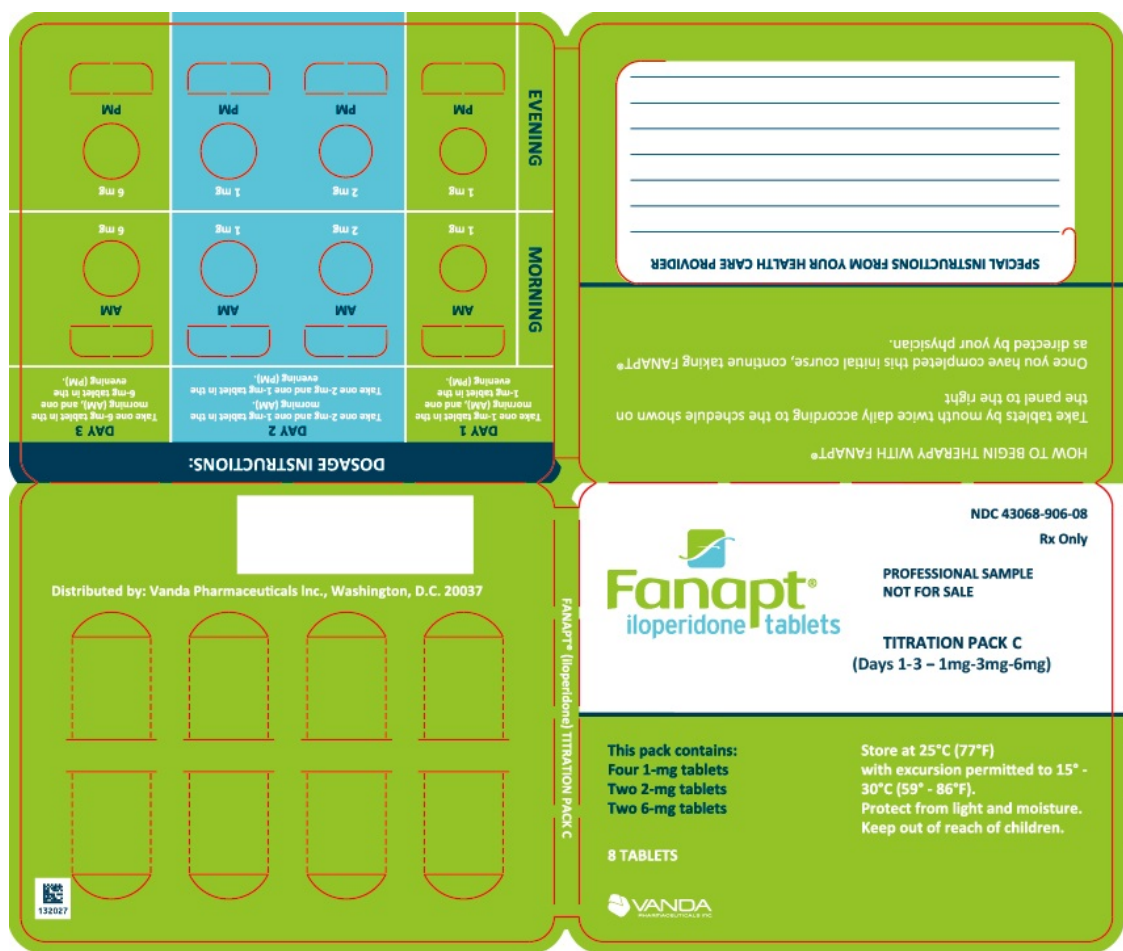 DOSAGE INSTRUCTIONS:
DAY 1
Take one 1-mg tablet in the
morning (AM), and one
1-mg tablet in the
evening (PM).
DAY 2
Take one 2-mg and one 1-mg tablet in the
morning (AM).
Take one 2-mg and one 1-mg tablet in the
evening (PM).
DAY 3
Take one 6-mg tablet in the
morning (AM), and one
6-mg tablet in the
evening (PM).
MORNING
AM AM AM AM
1 mg 2 mg 1 mg 6 mg
EVENING
1 mg 2 mg 1 mg 6 mg
PM PM PM PM
HOW TO BEGIN THERAPY WITH FANAPT®
Take tablets by mouth twice daily according to the schedule shown on
the panel to the right
Once you have completed this initial course, continue taking FANAPT®
as directed by your physician.
SPECIAL INSTRUCTIONS FROM YOUR HEALTH CARE PROVIDER
Distributed by: Vanda Pharmaceuticals Inc., Washington, D.C. 20037
132027
FANAPT® (iloperidone) TITRATION PACK C
NDC 43068-906-08
Rx Only
Fanapt®
iloperidone tablets
PROFESSIONAL SAMPLE
NOT FOR SALE
TITRATION PACK C
(Days 1-3 – 1mg-3mg-6mg)
This pack contains:
Four 1-mg tablets
Two 2-mg tablets
Two 6-mg tablets
8 TABLETS
Store at 25°C (77°F)
with excursion permitted to 15° -
30°C (59° - 86°F).
Protect from light and moisture.
Keep out of reach of children.
VANDA
PHARMACEUTICALS INC